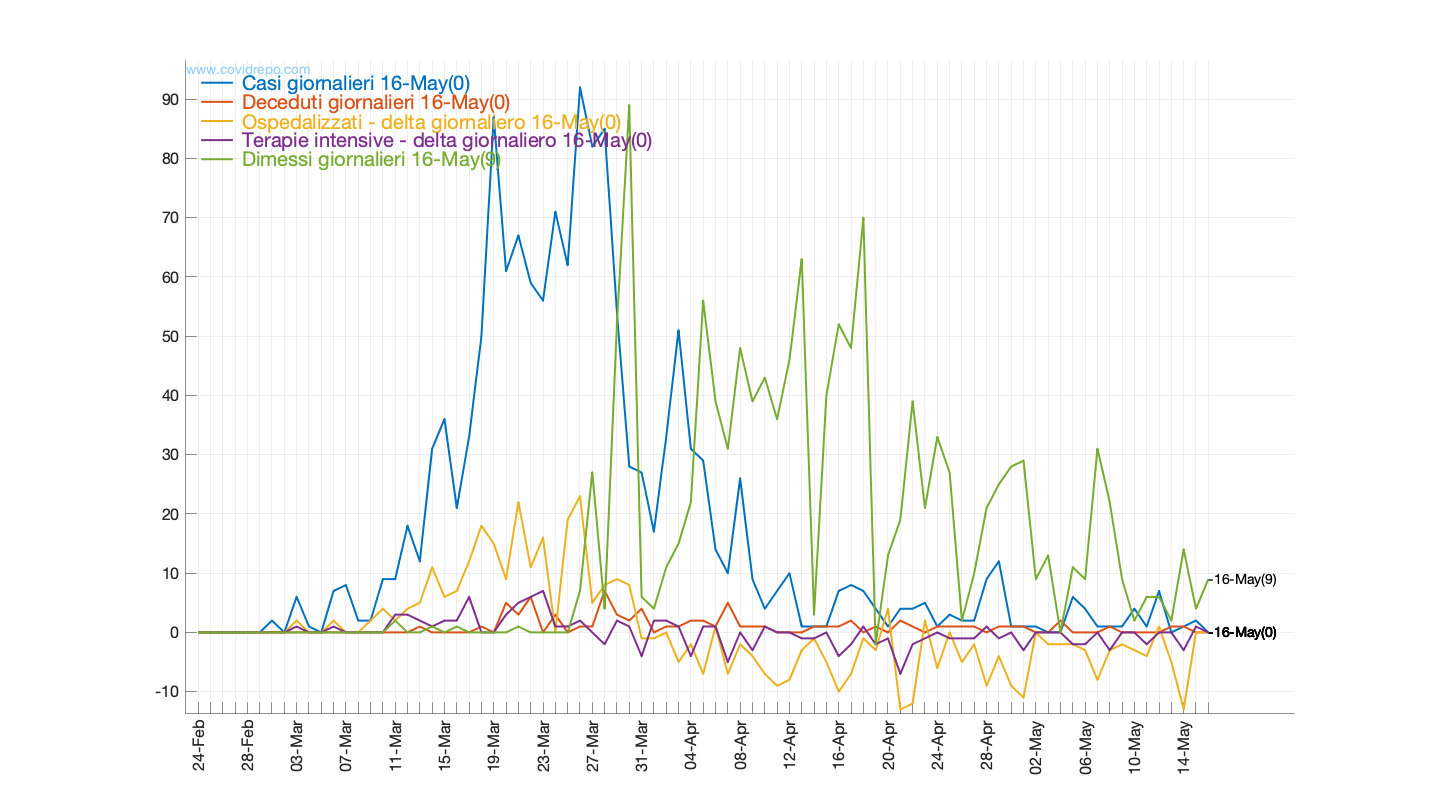 www.covidrepo.com
Casi giornalieri 16-May(0)
Deceduti giornalieri 16-May(0)
Ospedalizzati - delta giornaliero 16-May(0)
Terapie intensive - delta giornaliero 16-May(0)
Dimessi giornalieri 16-May(9)
90
80
70
60
50
40
30
20
10
0
-10
16-May(9)
16-May(0)
24-Feb
28-Feb
03-Mar
07-Mar
11-Mar
15-Mar
19-Mar
23-Mar
27-Mar
31-Mar
04-Apr
08-Apr
12-Apr
16-Apr
20-Apr
24-Apr
28-Apr
02-May
06-May
10-May
14-May